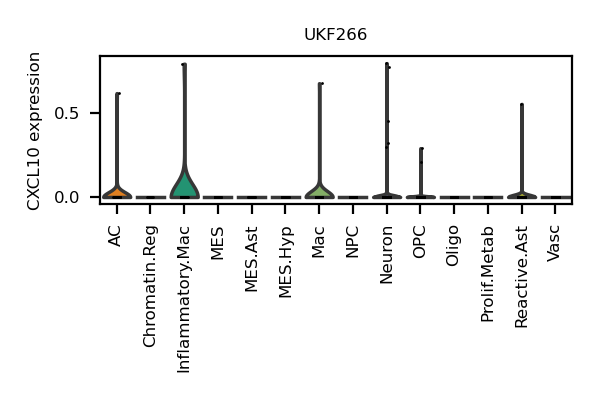 UKF266
CXCL10 expression
0.5
0.0
AC
Chromatin.Reg
Inflammatory.Mac
MES
MES.Ast
MES.Hyp
Mac
NPC
Neuron
OPC
Oligo
Prolif.Metab
Reactive.Ast
Vasc